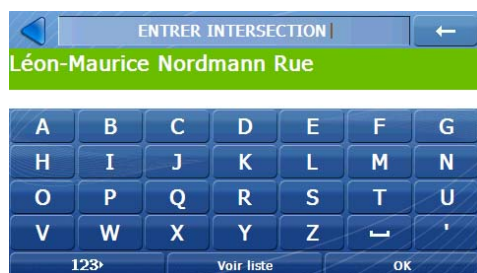 ENTRER INTERSECTION
←
Léon-Maurice Nordmann Rue
A B C D E F G
H I J K L M N
O P Q R S T U
V W X Y Z ⎵ '
123› Voir liste OK